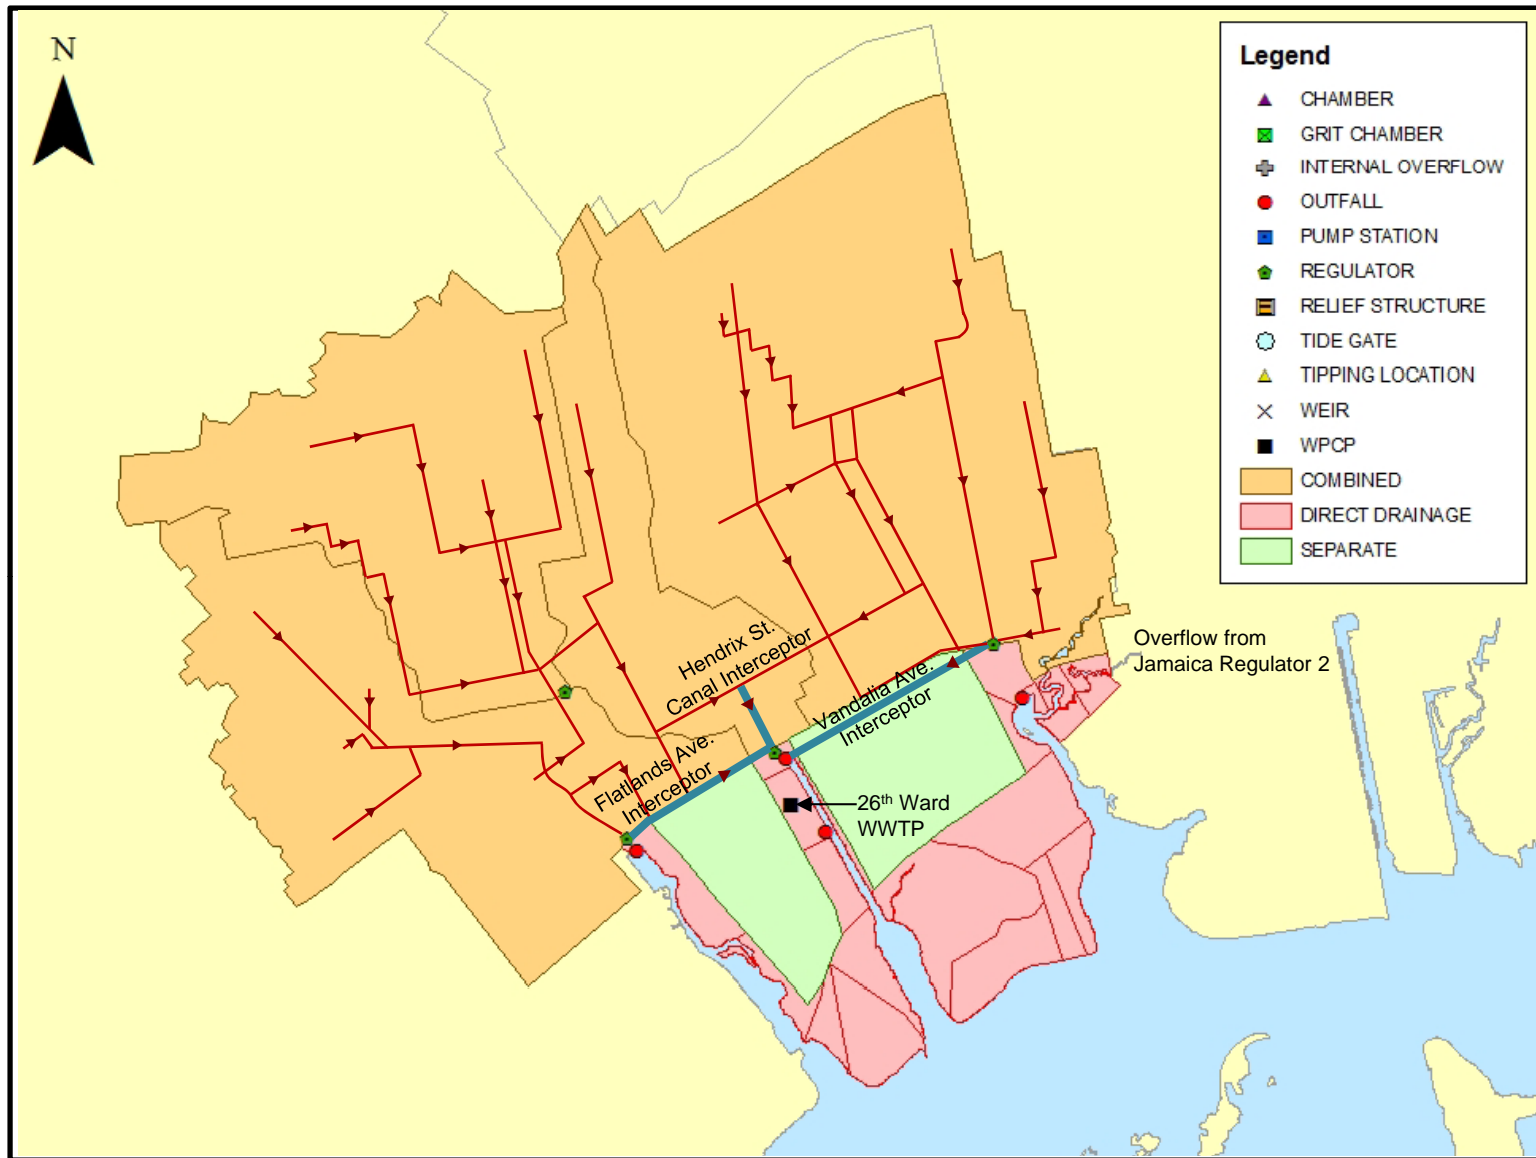 N
Legend
CHAMBER
GRIT CHAMBER
INTERNAL OVERFLOW
OUTFALL
PUMP STATION
REGULATOR
RELIEF STRUCTURE
TIDE GATE
TIPPING LOCATION
WEIR
WPCP
COMBINED
DIRECT DRAINAGE
SEPARATE
Hendrix St.
Canal Interceptor
Overflow from
Jamaica Regulator 2
Vandalia Ave.
Interceptor
Flatlands Ave.
Interceptor
26th Ward
WWTP